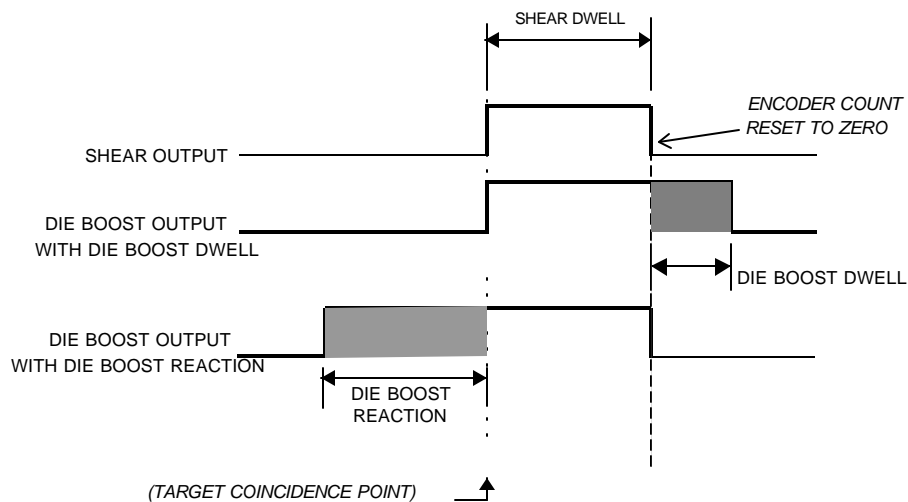 SHEAR DWELL
ENCODER COUNT
RESET TO ZERO
SHEAR OUTPUT
DIE BOOST OUTPUT
WITH DIE BOOST DWELL
DIE BOOST DWELL
DIE BOOST OUTPUT
WITH DIE BOOST REACTION
DIE BOOST
REACTION
(TARGET COINCIDENCE POINT)